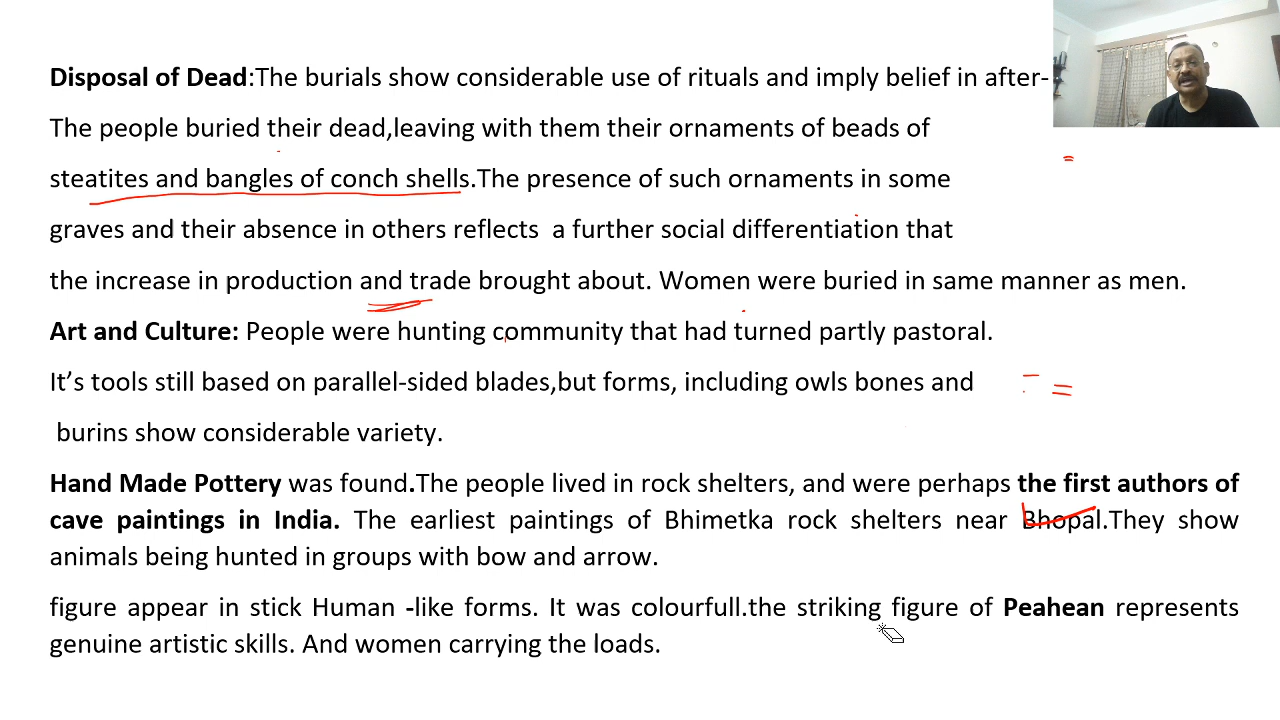 Disposal of Dead:The burials show considerable use of rituals and imply belief in after-
The people buried their dead,leaving with them their ornaments of beads of
steatites and bangles of conch shells.The presence of such ornaments in some
graves and their absence in others reflects  a further social differentiation that
the increase in production and trade brought about. Women were buried in same manner as men.
Art and Culture: People were hunting community that had turned partly pastoral.
It’s tools still based on parallel-sided blades,but forms, including owls bones and
burins show considerable variety.
Hand Made Pottery was found.The people lived in rock shelters, and were perhaps the first authors of
cave paintings in India. The earliest paintings of Bhimetka rock shelters near Bhopal.They show
animals being hunted in groups with bow and arrow.
figure appear in stick Human -like forms. It was colourfull.the striking figure of Peahean represents
genuine artistic skills. And women carrying the loads.